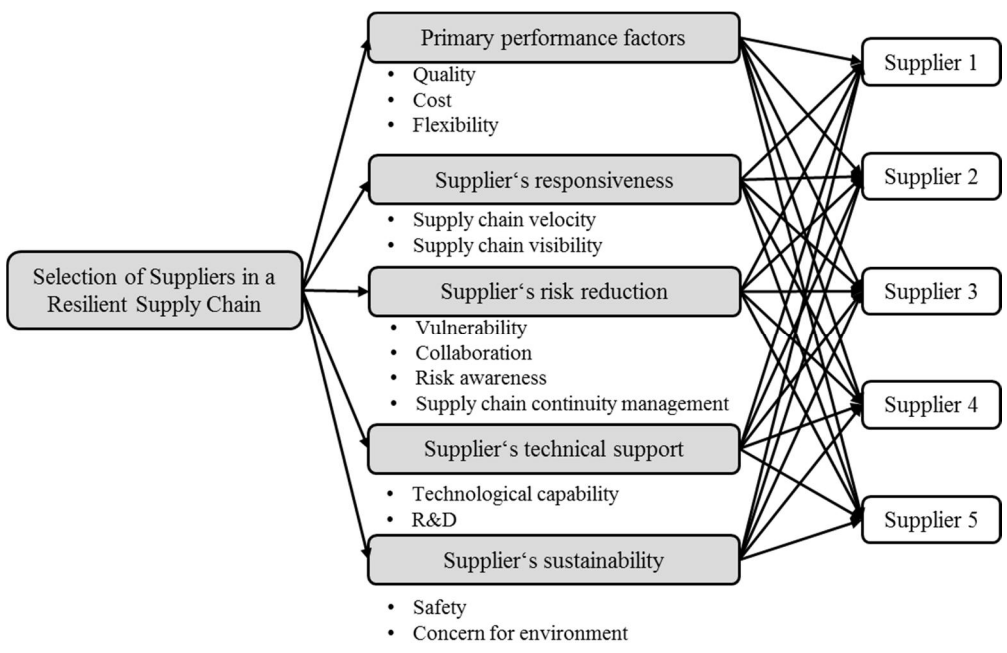 Selection of Suppliers in a
Resilient Supply Chain
Primary performance factors
• Quality
• Cost
• Flexibility
Supplier‘s responsiveness
• Supply chain velocity
• Supply chain visibility
Supplier‘s risk reduction
• Vulnerability
• Collaboration
• Risk awareness
• Supply chain continuity management
Supplier‘s technical support
• Technological capability
• R&D
Supplier‘s sustainability
• Safety
• Concern for environment
Supplier 1
Supplier 2
Supplier 3
Supplier 4
Supplier 5